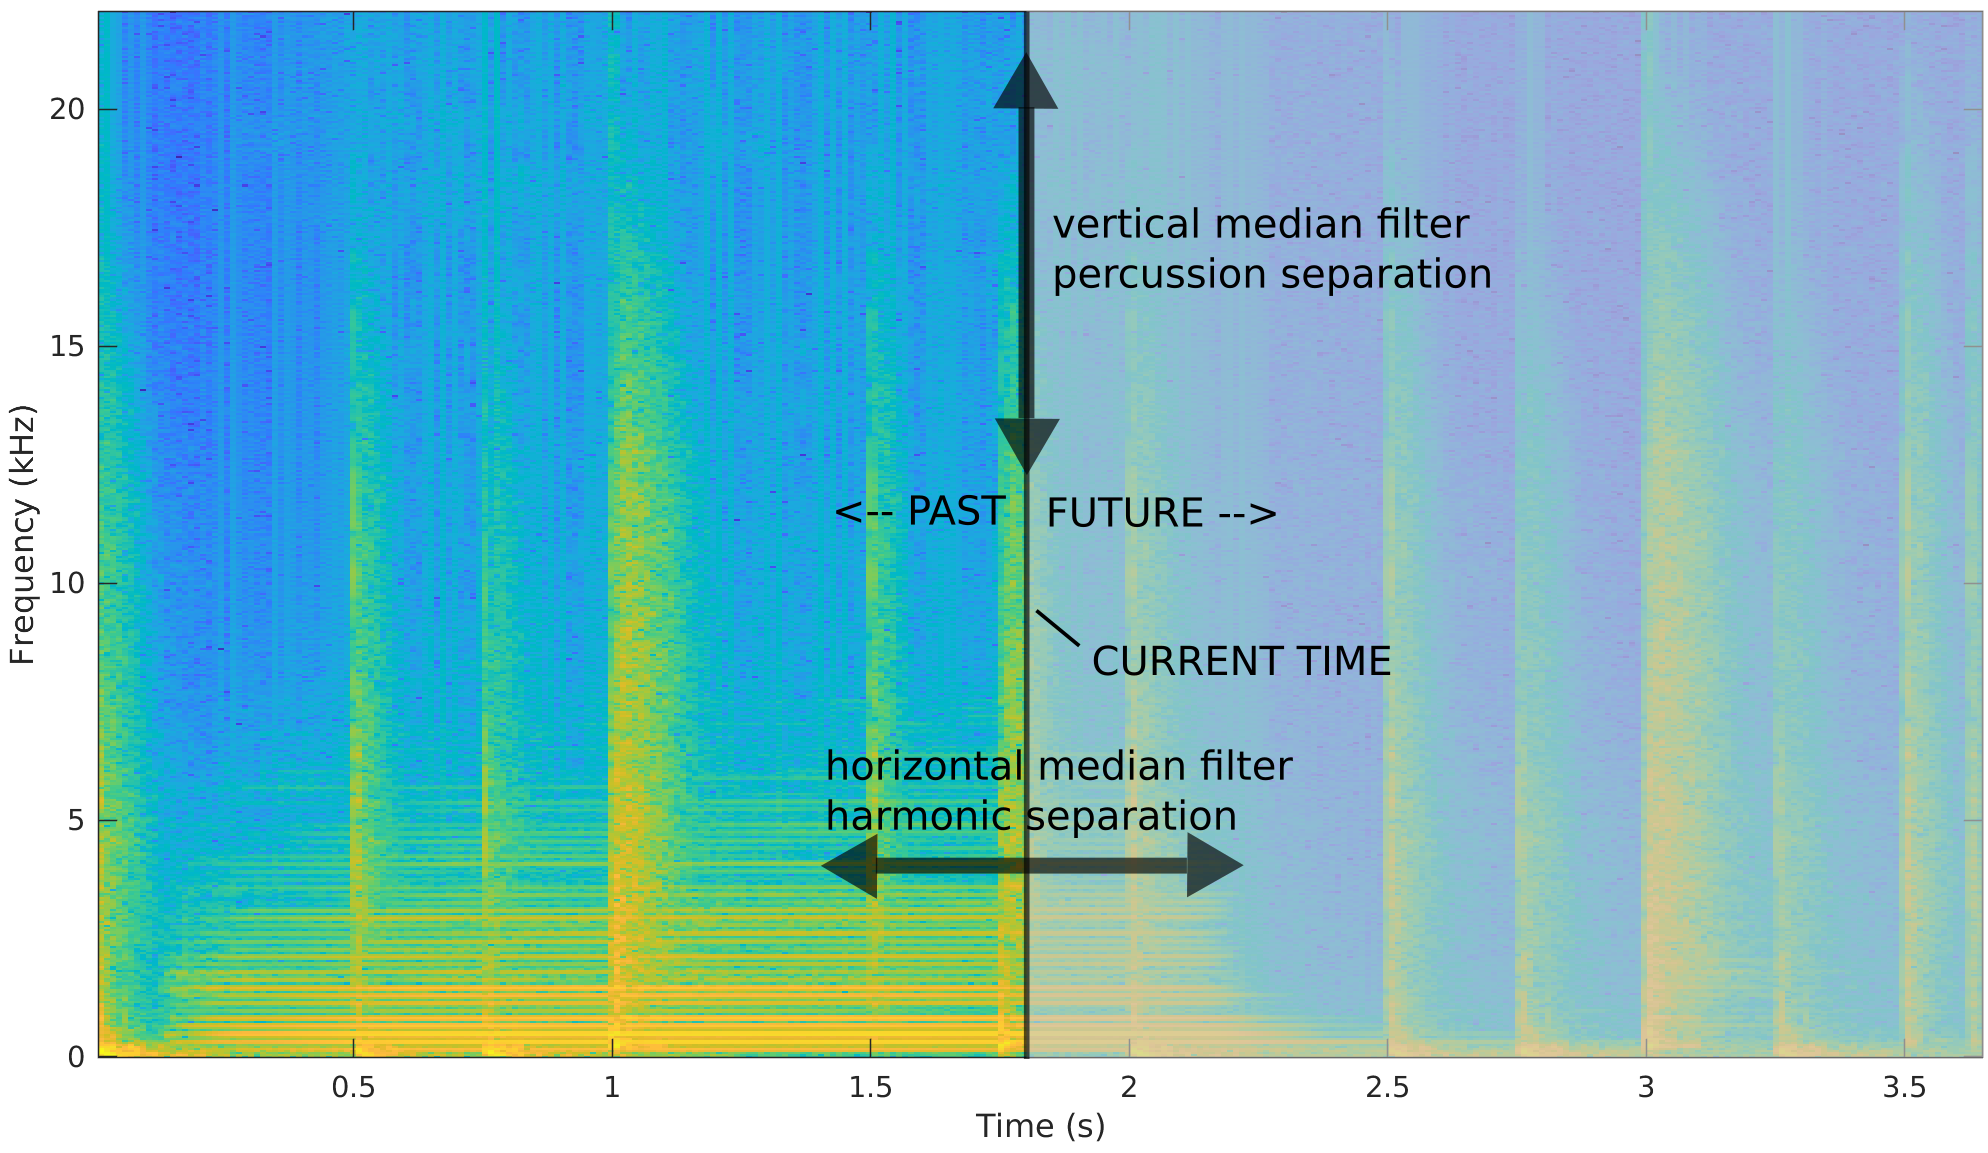 20
15
10
5
0
Frequency (kHz)
vertical median filter
percussion separation
<-- PAST FUTURE -->
CURRENT TIME
horizontal median filter
harmonic separation
0.5 1 1.5 2 2.5 3 3.5
Time (s)